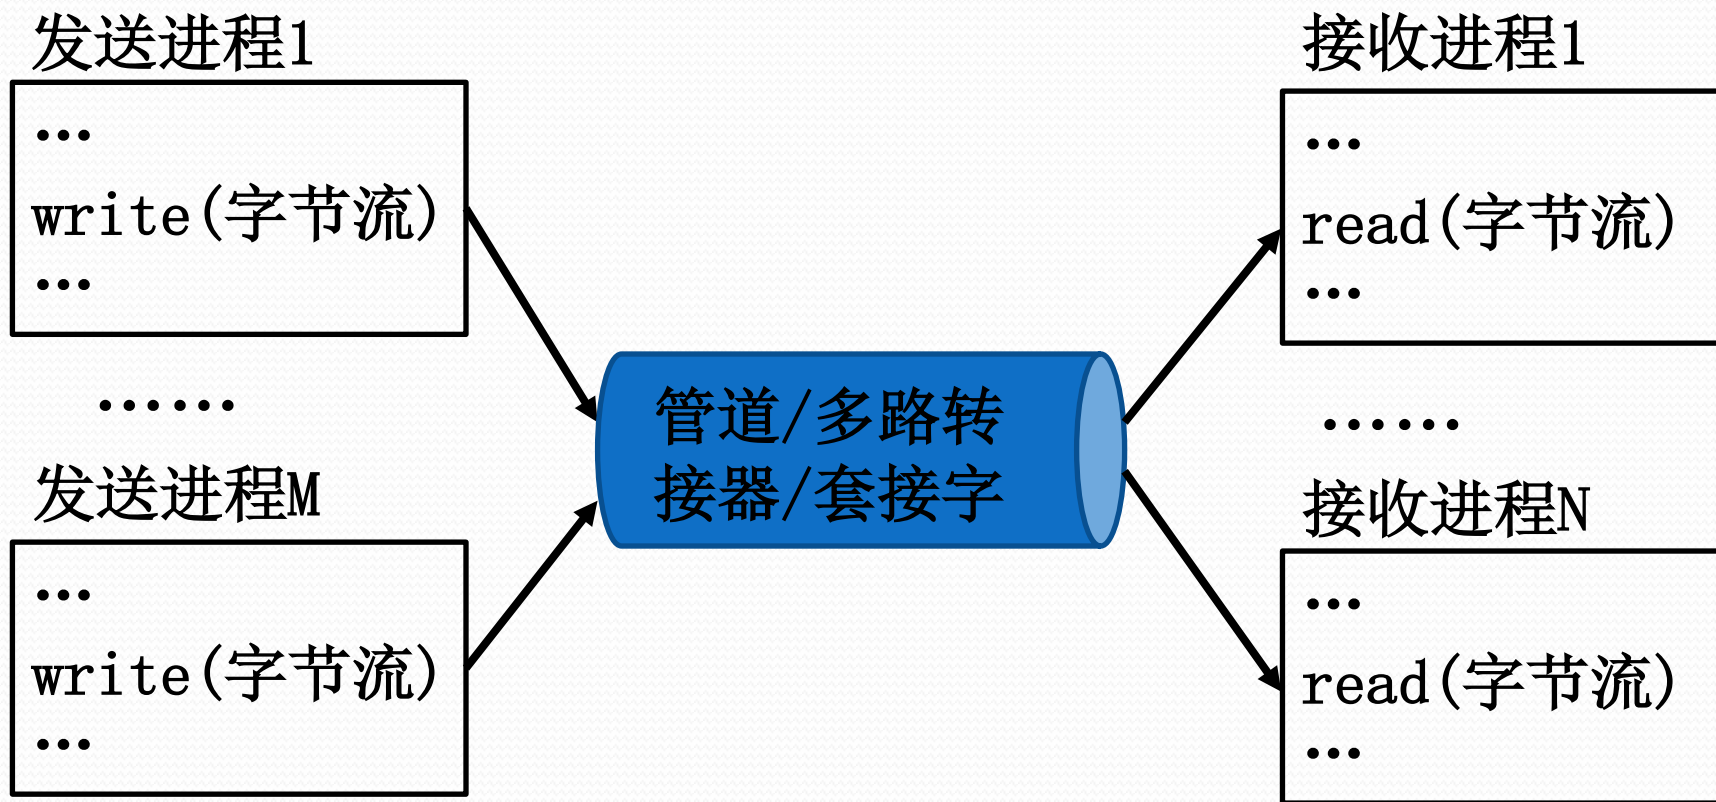 发送进程1
…
write(字节流)
…
……
发送进程M
…
write(字节流)
…
管道/多路转
接器/套接字
接收进程1
…
read(字节流)
…
……
接收进程N
…
read(字节流)
…